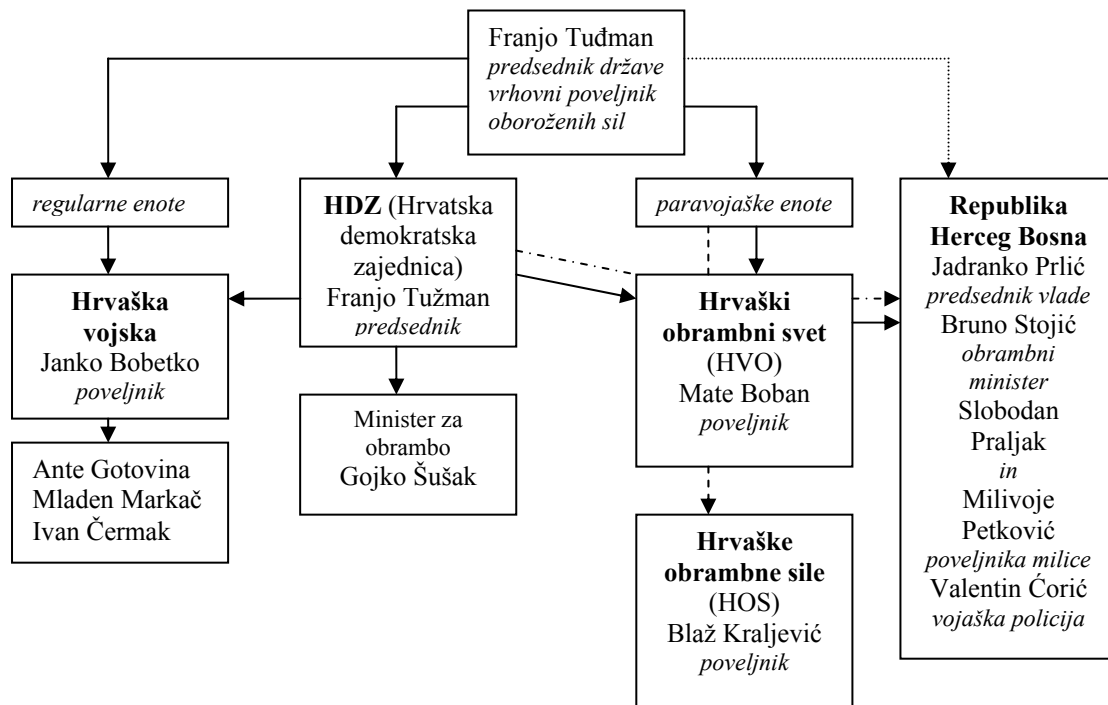 Franjo Tuđman
predsednik države
vrhovni poveljnik
oboroženih sil
regularne enote
HDZ (Hrvatska
demokratska
zajednica)
Franjo Tužman
predsednik
paravojaške enote
Republika
Herceg Bosna
Jadranko Prlić
predsednik vlade
Bruno Stojić
obrambni
minister
Slobodan
Praljak
in
Milivoje
Petković
poveljnika milice
Valentin Ćorić
vojaška policija
Hrvaška
vojska
Janko Bobetko
poveljnik
Hrvaški
obrambni svet
(HVO)
Mate Boban
poveljnik
Minister za
obrambo
Gojko Šušak
Ante Gotovina
Mladen Markač
Ivan Čermak
Hrvaške
obrambne sile
(HOS)
Blaž Kraljević
poveljnik